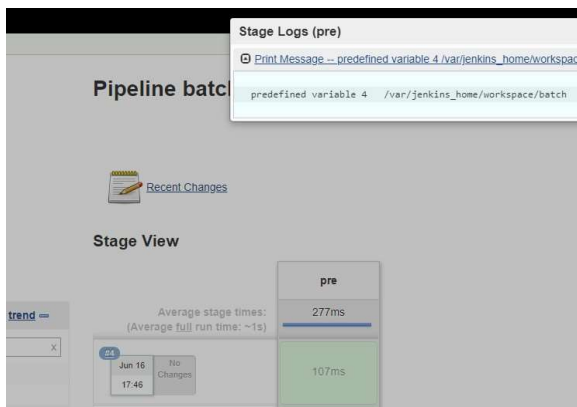 Stage Logs (pre)
Print Message -- predefined variable 4 /var/jenkins_home/workspac
predefined variable 4 /var/jenkins_home/workspace/batch
Pipeline batc
Recent Changes
Stage View
pre
Average stage times:
277ms
(Average full run time: ~1s)
trend
x
#4
Jun 16
17:46
No
Changes
107ms